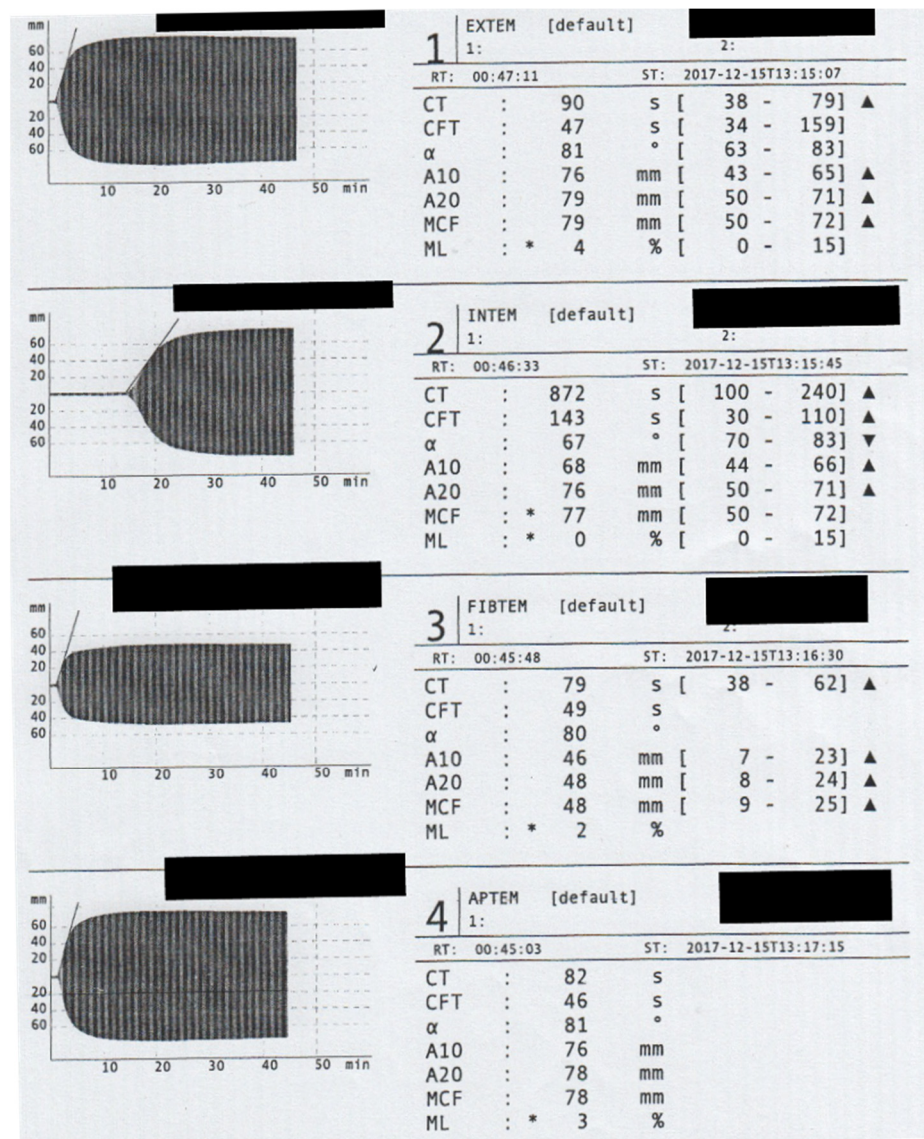 mm
60
40
20
20
40
60
10 20 30 40 50 min
1 EXTEM [default]
1: 2:
RT: 00:47:11 ST: 2017-12-15T13:15:07
CT : 90 s [ 38 - 79] ▲
CFT : 47 s [ 34 - 159]
α : 81 ° [ 63 - 83]
A10 : 76 mm [ 43 - 65] ▲
A20 : 79 mm [ 50 - 71] ▲
MCF : 79 mm [ 50 - 72] ▲
ML : * 4 % [ 0 - 15]
mm
60
40
20
20
40
60
10 20 30 40 50 min
2 INTEM [default]
1: 2:
RT: 00:46:33 ST: 2017-12-15T13:15:45
CT : 872 s [ 100 - 240] ▲
CFT : 143 s [ 30 - 110] ▲
α : 67 ° [ 70 - 83] ▼
A10 : 68 mm [ 44 - 66] ▲
A20 : 76 mm [ 50 - 71] ▲
MCF : * 77 mm [ 50 - 72]
ML : * 0 % [ 0 - 15]
mm
60
40
20
20
40
60
10 20 30 40 50 min
3 FIBTEM [default]
1: 2:
RT: 00:45:48 ST: 2017-12-15T13:16:30
CT : 79 s [ 38 - 62] ▲
CFT : 49 s
α : 80 °
A10 : 46 mm [ 7 - 23] ▲
A20 : 48 mm [ 8 - 24] ▲
MCF : 48 mm [ 9 - 25] ▲
ML : * 2 %
mm
60
40
20
20
40
60
10 20 30 40 50 min
4 APTEM [default]
1:
RT: 00:45:03 ST: 2017-12-15T13:17:15
CT : 82 s
CFT : 46 s
α : 81 °
A10 : 76 mm
A20 : 78 mm
MCF : 78 mm
ML : * 3 %